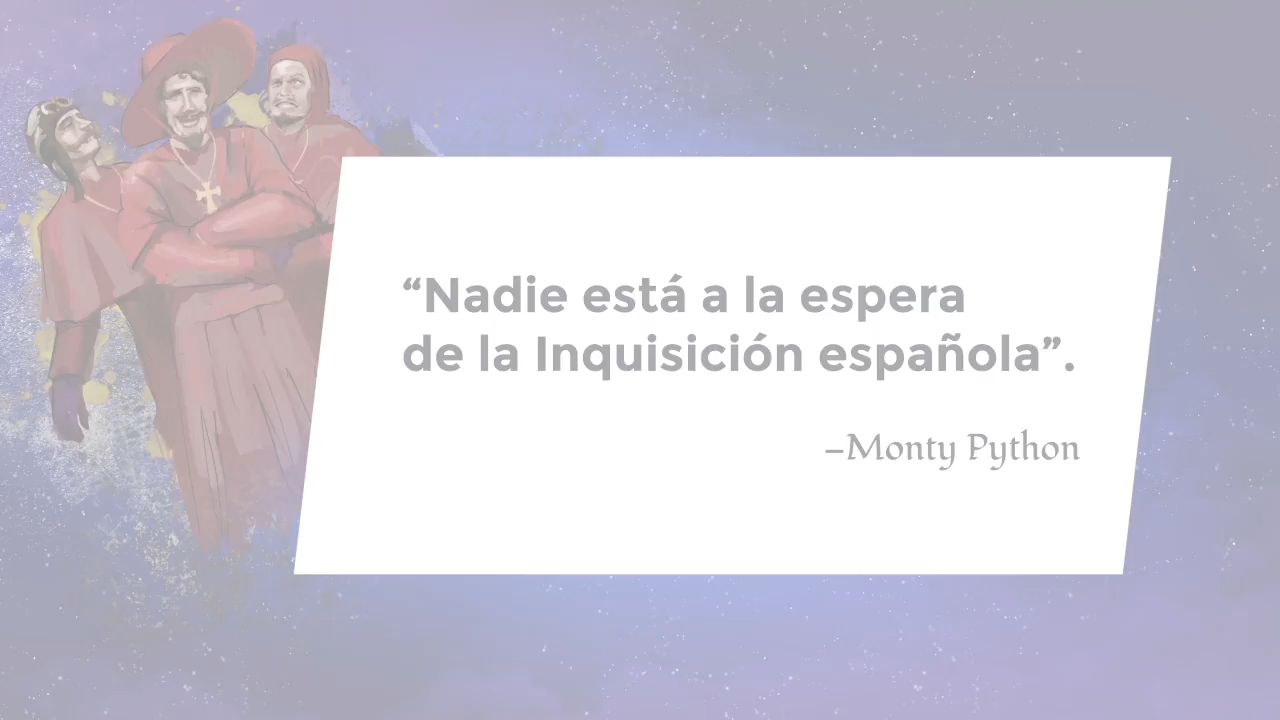 “Nadie está a la espera
de la Inquisición española”.
–Monty Python